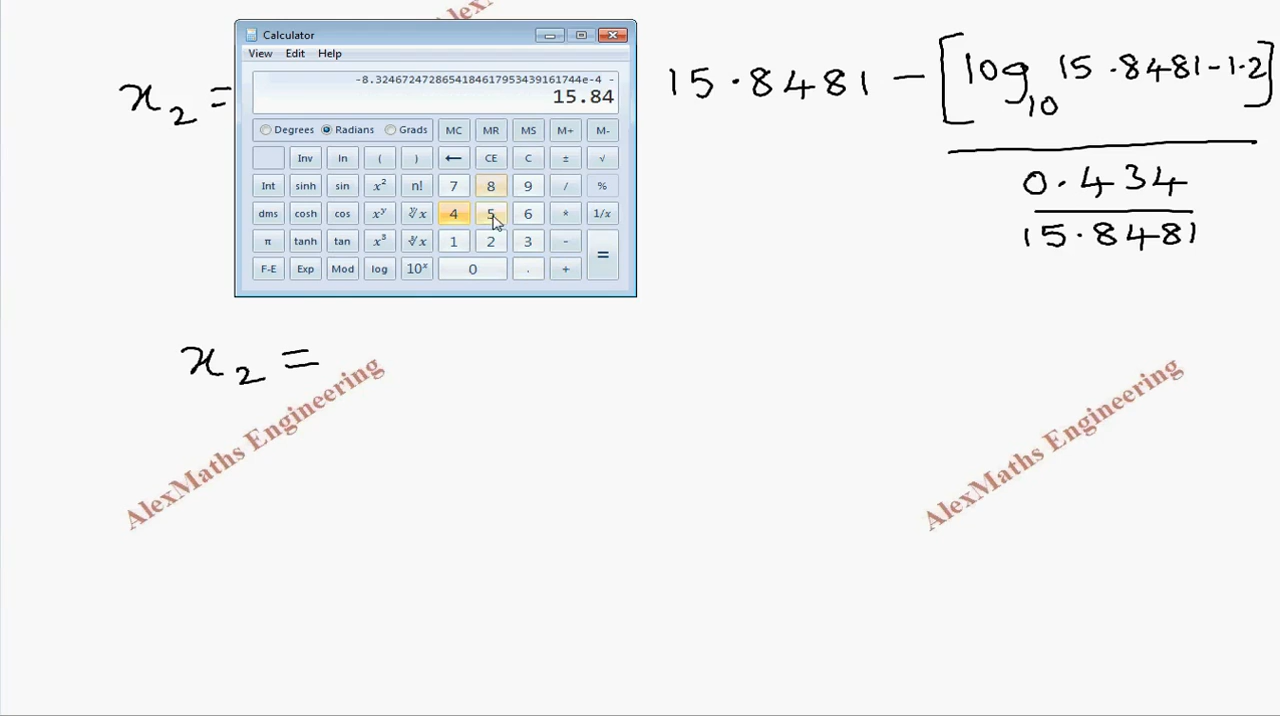 Calculator
View Edit Help
-8.3246724728654184617953439161744e-4 -
15.84
Degrees Radians Grads MC MR MS M+ M-
Inv ln ( ) ← CE C ± √
Int sinh sin x² n! 7 8 9 / %
dms cosh cos xʸ ʸ√x 4 5 6 * 1/x
π tanh tan x³ ³√x 1 2 3 - =
F-E Exp Mod log 10ˣ 0 . +
x₂ =
15.8481 - [log₁₀ 15.8481-1.2]
0.434
15.8481
x₂ =
AlexMaths Engineering
AlexMaths Engineering